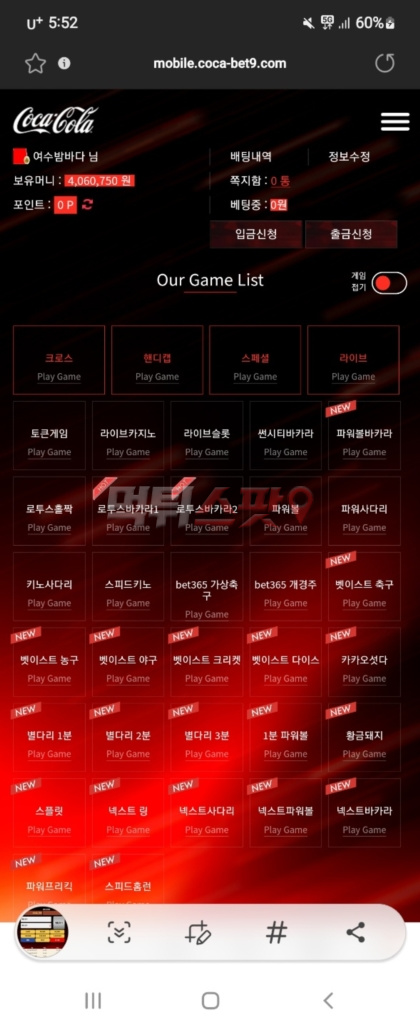 U+ 5:52 5G 60%
mobile.coca-bet9.com
Coca-Cola
여수밤바다 님 배팅내역 정보수정
보유머니 : 4,060,750 원 쪽지함 : 0 통
포인트 : 0 P 베팅중 : 0원
입금신청 출금신청
Our Game List 게임
접기
크로스 핸디캡 스페셜 라이브
Play Game Play Game Play Game Play Game
NEW
토큰게임 라이브카지노 라이브슬롯 썬시티바카라 파워볼바카라
Play Game Play Game Play Game Play Game Play Game
먹튀스팟
로투스홀짝 로투스바카라1 로투스바카라2 파워볼 파워사다리
Play Game Play Game Play Game Play Game Play Game
NEW
키노사다리 스피드키노 bet365 가상축구 bet365 개경주 벳이스트 축구
Play Game Play Game Play Game Play Game Play Game
NEW NEW NEW NEW NEW
벳이스트 농구 벳이스트 야구 벳이스트 크리켓 벳이스트 다이스 카카오섯다
Play Game Play Game Play Game Play Game Play Game
NEW NEW NEW NEW NEW
별다리 1분 별다리 2분 별다리 3분 1분 파워볼 황금돼지
Play Game Play Game Play Game Play Game Play Game
NEW NEW NEW NEW NEW
스플릿 넥스트 링 넥스트사다리 넥스트파워볼 넥스트바카라
Play Game Play Game Play Game Play Game Play Game
NEW NEW
파워프리킥 스피드홈런